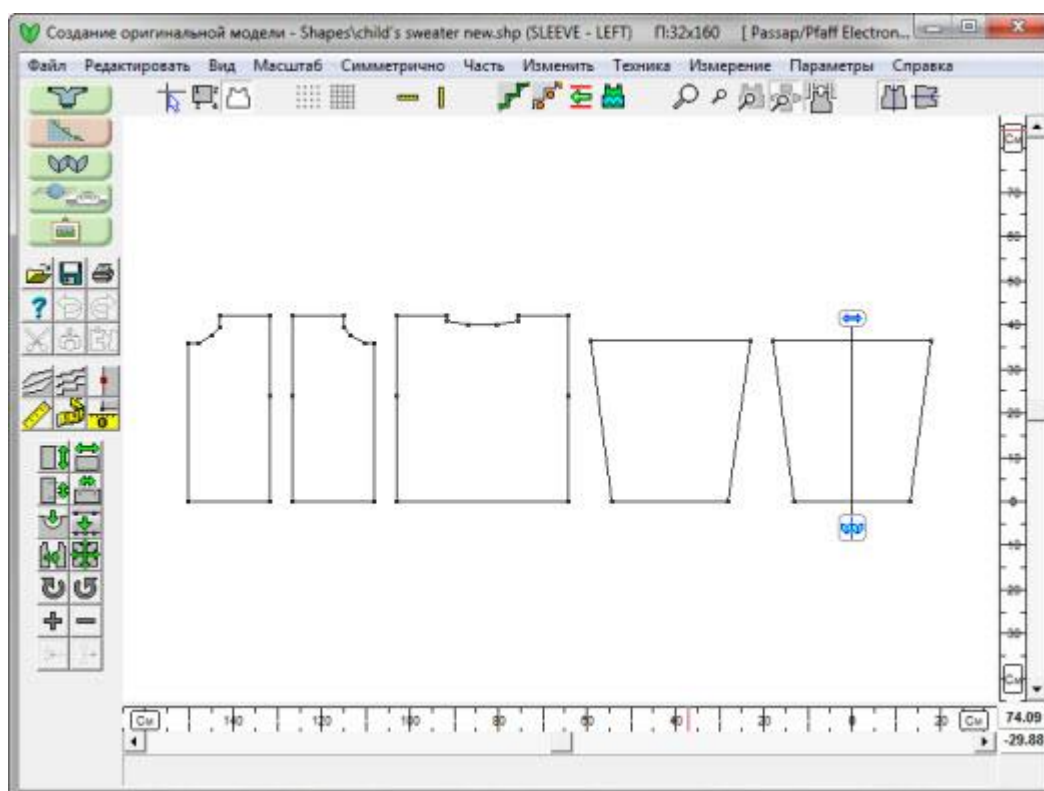 Создание оригинальной модели - Shapes\child's sweater new.shp (SLEEVE - LEFT) П:32x160 [ Passap/Pfaff Electron...
Файл Редактировать Вид Масштаб Симметрично Часть Изменить Техника Измерение Параметры Справка
См
70
60
50
40
30
20
10
0
10
20
30
См
См 140 120 100 80 60 40 20 0 20 См
74.09
-29.88